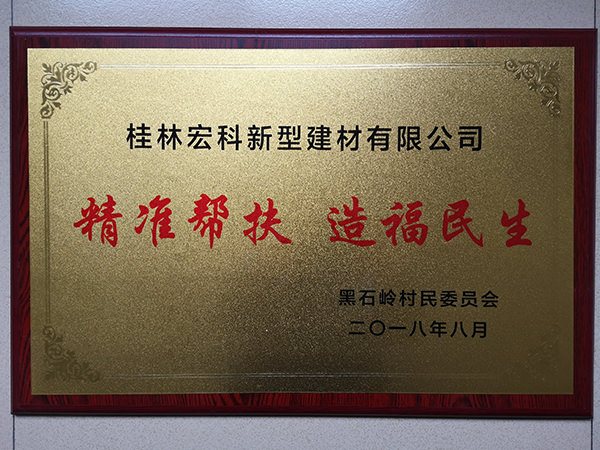 桂林宏科新型建材有限公司
精准帮扶 造福民生
黑石岭村民委员会
二〇一八年八月